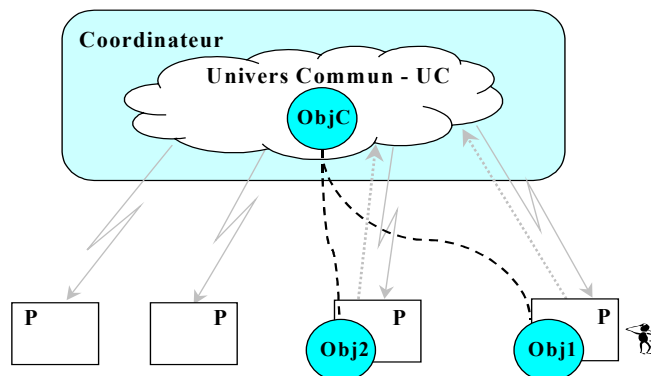 Coordinateur
Univers Commun - UC
ObjC
P
P
P
P
Obj2
Obj1